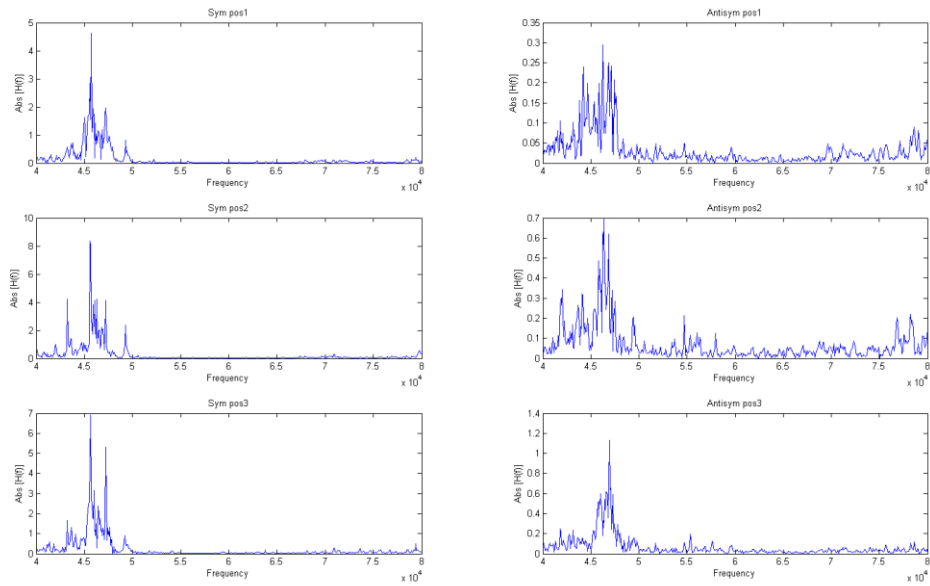 Sym pos1
5
4
3
2
1
0
Abs [H(f)]
4 4.5 5 5.5 6 6.5 7 7.5 8
Frequency
x 10^4
Antisym pos1
0.35
0.3
0.25
0.2
0.15
0.1
0.05
0
Abs [H(f)]
4 4.5 5 5.5 6 6.5 7 7.5 8
Frequency
x 10^4
Sym pos2
10
8
6
4
2
0
Abs [H(f)]
4 4.5 5 5.5 6 6.5 7 7.5 8
Frequency
x 10^4
Antisym pos2
0.7
0.6
0.5
0.4
0.3
0.2
0.1
0
Abs [H(f)]
4 4.5 5 5.5 6 6.5 7 7.5 8
Frequency
x 10^4
Sym pos3
7
6
5
4
3
2
1
0
Abs [H(f)]
4 4.5 5 5.5 6 6.5 7 7.5 8
Frequency
x 10^4
Antisym pos3
1.4
1.2
1
0.8
0.6
0.4
0.2
0
Abs [H(f)]
4 4.5 5 5.5 6 6.5 7 7.5 8
Frequency
x 10^4